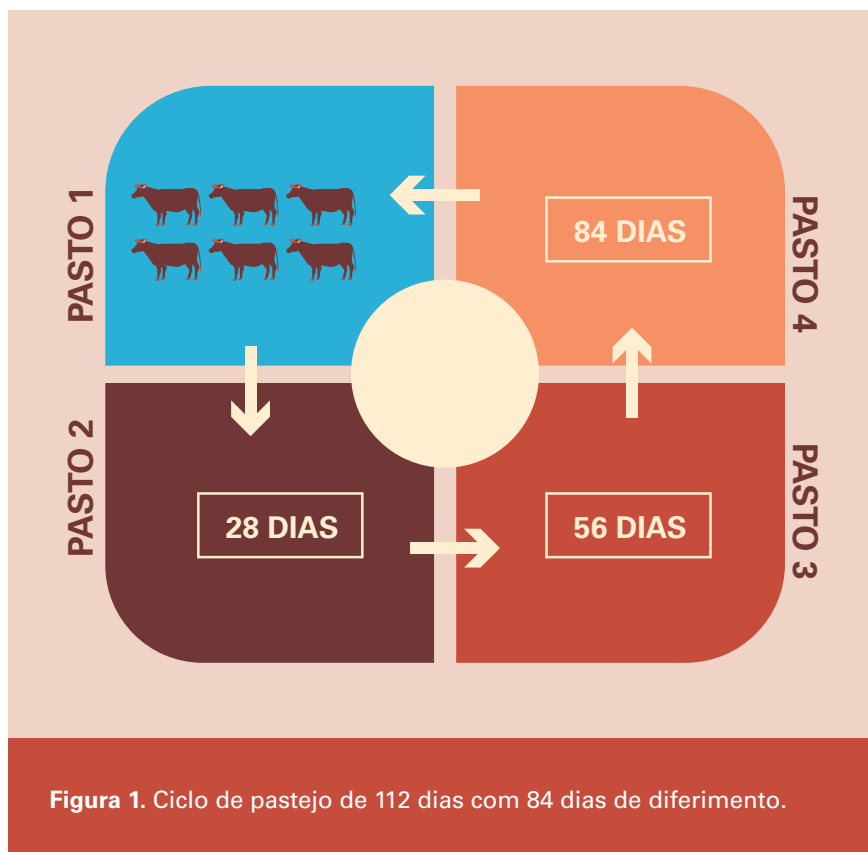 PASTO 1
84 DIAS
PASTO 4
PASTO 2
28 DIAS
56 DIAS
PASTO 3
Figura 1. Ciclo de pastejo de 112 dias com 84 dias de diferimento.